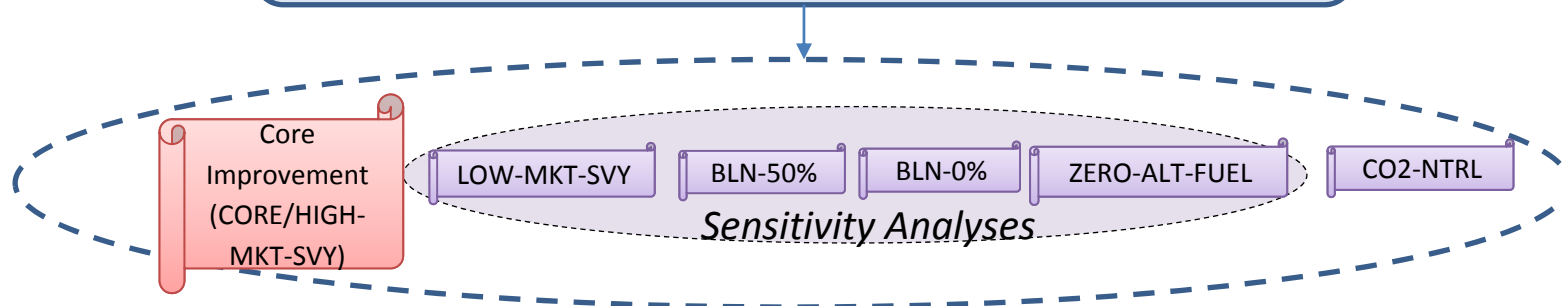 Core
Improvement
(CORE/HIGH-
MKT-SVY)
LOW-MKT-SVY
BLN-50%
BLN-0%
ZERO-ALT-FUEL
CO2-NTRL
Sensitivity Analyses